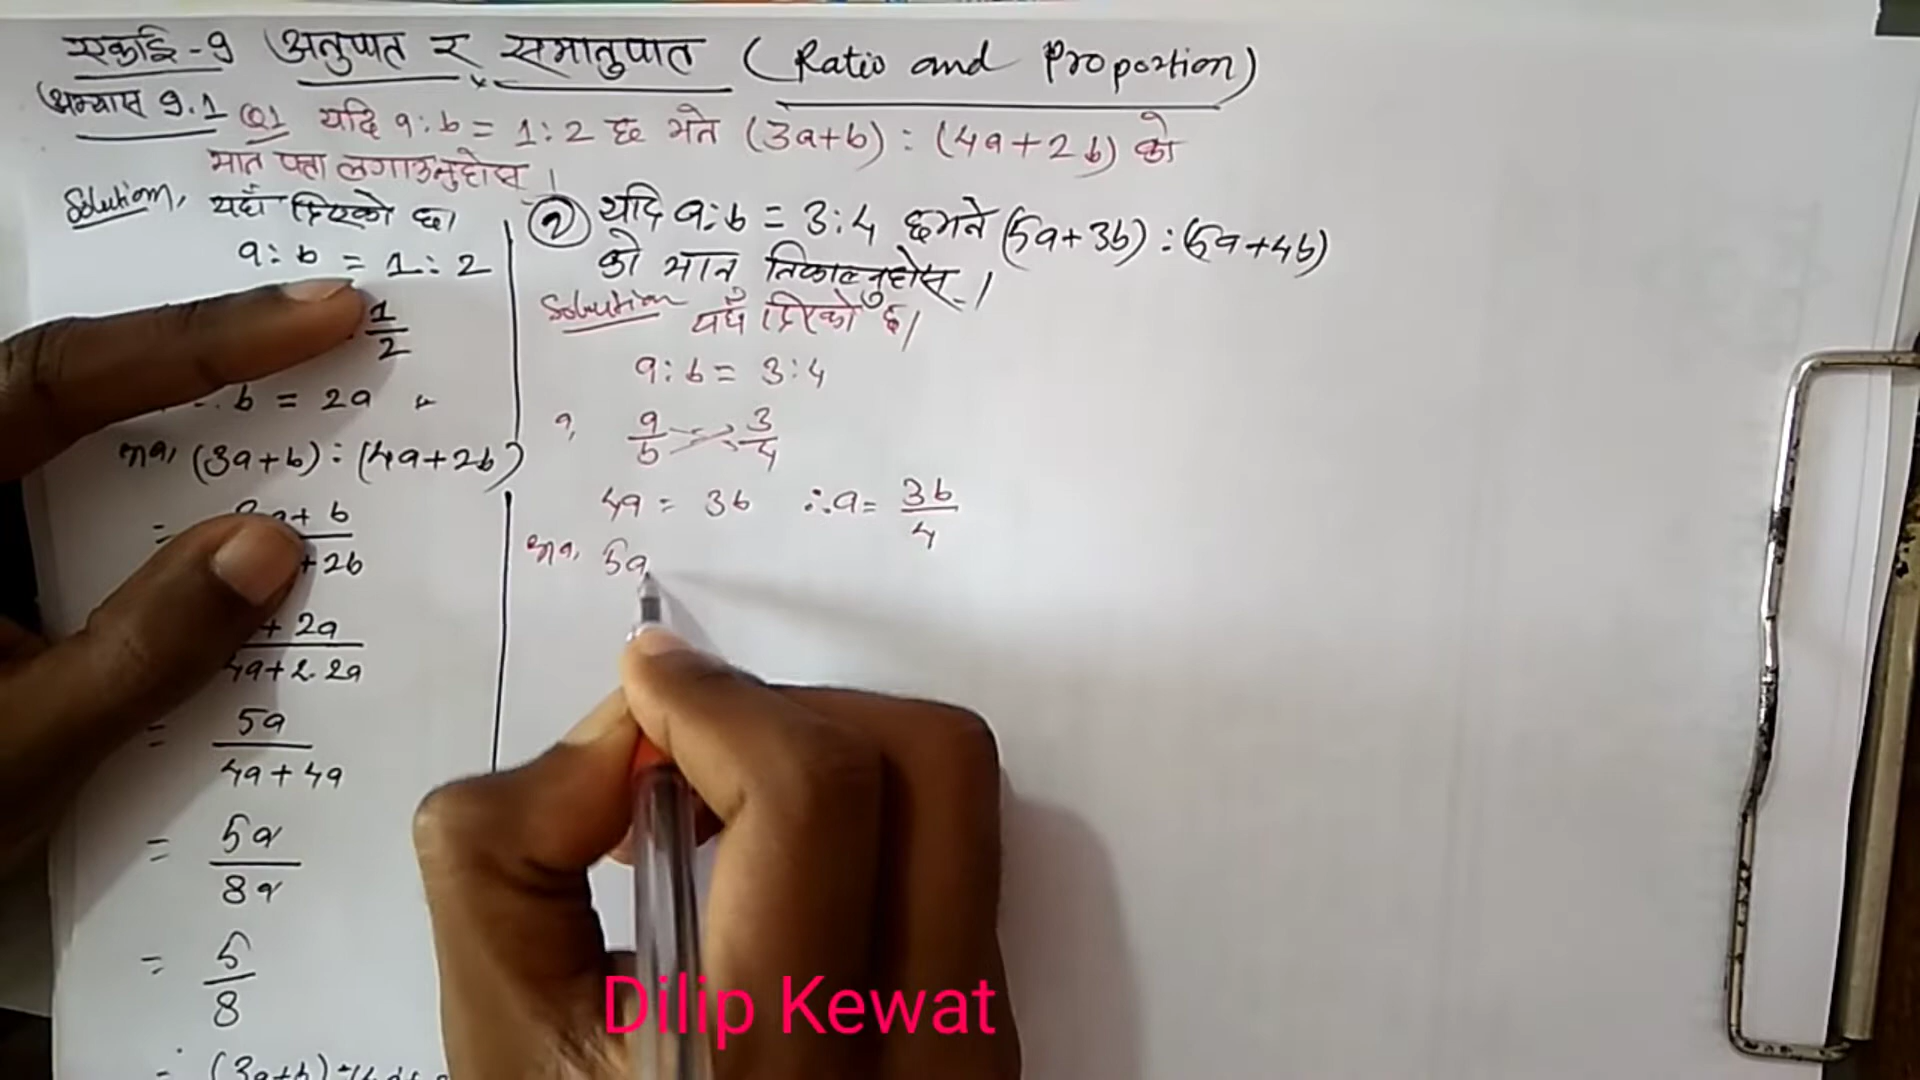 एकाई-9 अनुपात र समानुपात (Ratio and Proportion)
अभ्यास 9.1 Q1 यदि a:b = 1:2 छ भने (3a+b) : (4a+2b) को
मान पत्ता लगाउनुहोस् ।
Solution, यहाँ दिएको छ।
a:b = 1:2
1/2
b = 2a
अब, (3a+b) : (4a+2b)
= a + b
+ 2b
+ 2a
4a+2.2a
= 5a
4a+4a
= 5a
8a
= 5
8
(3a+b)
② यदि a:b = 3:4 छ भने (5a+3b) : (5a+4b)
को मान निकाल्नुहोस् ।
Solution यहाँ दिएको छ।
a:b = 3:4
a/b = 3/4
4a = 3b ∴a = 3b/4
अब, 5a
Dilip Kewat